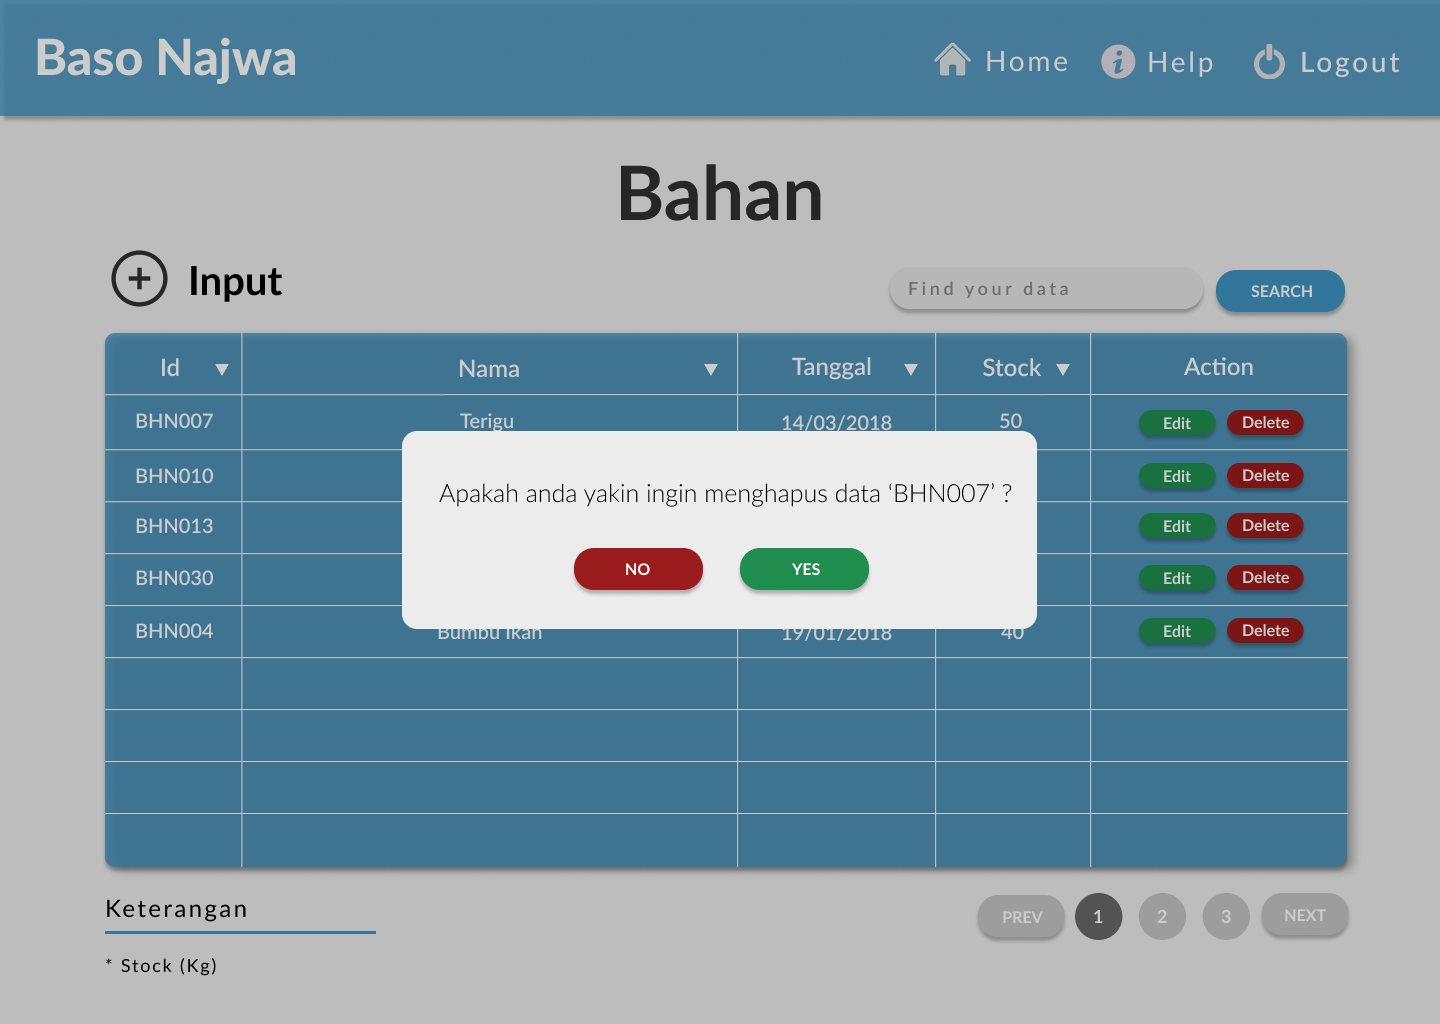 Baso Najwa
Home
Help
Logout
Bahan
Input
Find your data
SEARCH
Id
Nama
Tanggal
Stock
Action
BHN007
Terigu
14/03/2018
50
Edit
Delete
BHN010
Edit
Delete
Apakah anda yakin ingin menghapus data ‘BHN007’ ?
BHN013
Edit
Delete
NO
YES
BHN030
Edit
Delete
BHN004
Bumbu Ikan
19/01/2018
40
Edit
Delete
Keterangan
PREV
1
2
3
NEXT
* Stock (Kg)